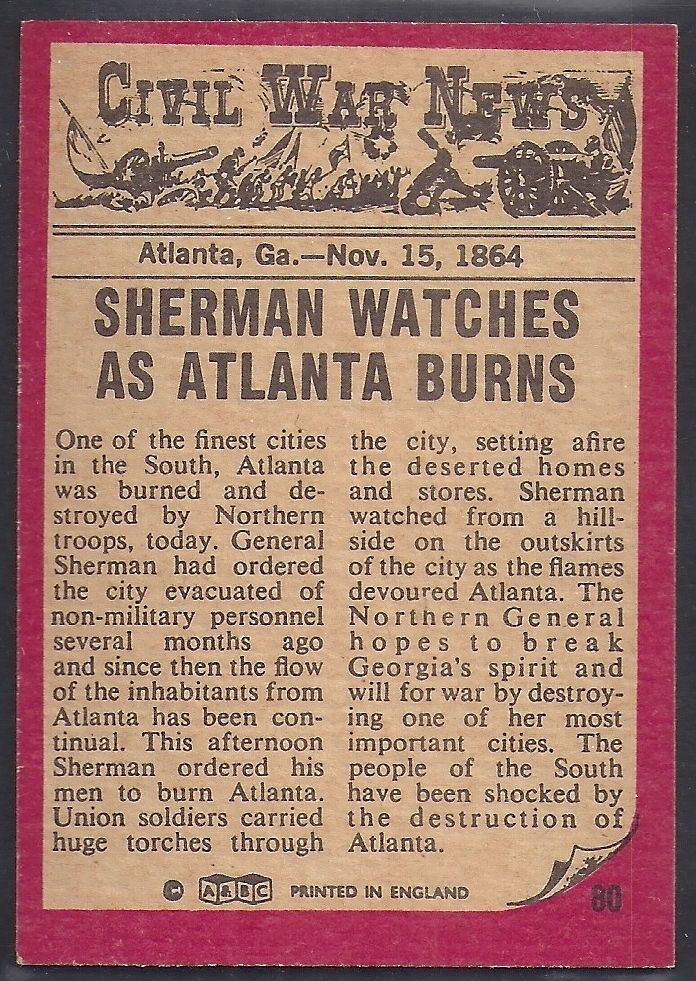 CIVIL WAR NEWS
Atlanta, Ga.—Nov. 15, 1864
SHERMAN WATCHES
AS ATLANTA BURNS
One of the finest cities
in the South, Atlanta
was burned and de-
stroyed by Northern
troops, today. General
Sherman had ordered
the city evacuated of
non-military personnel
several months ago
and since then the flow
of the inhabitants from
Atlanta has been con-
tinual. This afternoon
Sherman ordered his
men to burn Atlanta.
Union soldiers carried
huge torches through
the city, setting afire
the deserted homes
and stores. Sherman
watched from a hill-
side on the outskirts
of the city as the flames
devoured Atlanta. The
Northern General
hopes to break
Georgia's spirit and
will for war by destroy-
ing one of her most
important cities. The
people of the South
have been shocked by
the destruction of
Atlanta.
© A&BC PRINTED IN ENGLAND
80